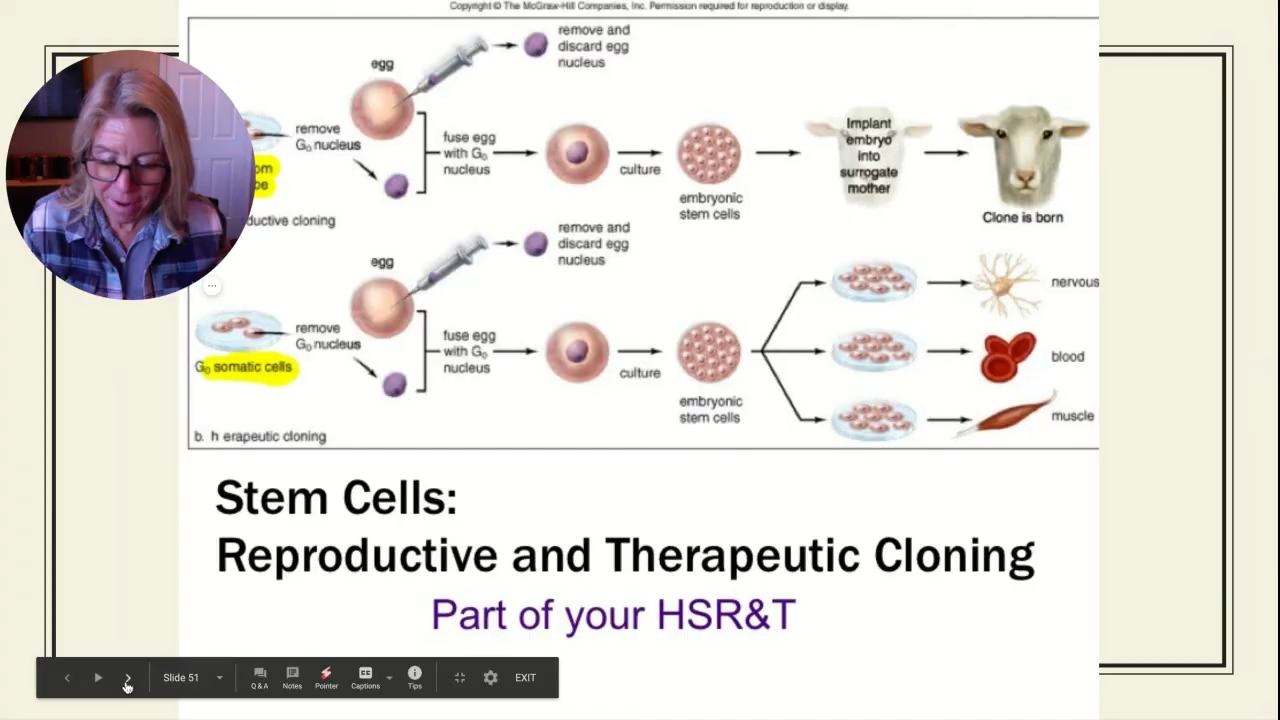 Copyright © The McGraw-Hill Companies, Inc. Permission required for reproduction or display.
remove and
discard egg
nucleus
egg
remove
G₀ nucleus
fuse egg
with G₀
nucleus
culture
embryonic
stem cells
Implant
embryo
into
surrogate
mother
Clone is born
ductive cloning
remove and
discard egg
nucleus
egg
remove
G₀ nucleus
G₀ somatic cells
fuse egg
with G₀
nucleus
culture
embryonic
stem cells
nervous
blood
muscle
b. h erapeutic cloning
Stem Cells:
Reproductive and Therapeutic Cloning
Part of your HSR&T
Slide 51
Q & A
Notes
Pointer
Captions
Tips
EXIT